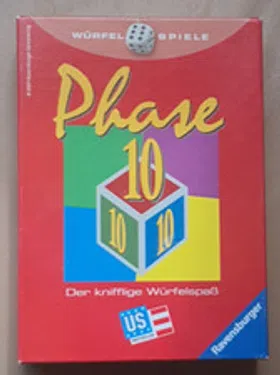 WÜRFEL SPIELE
Phase
10
10 10
Der knifflige Würfelspaß
US
Ravensburger